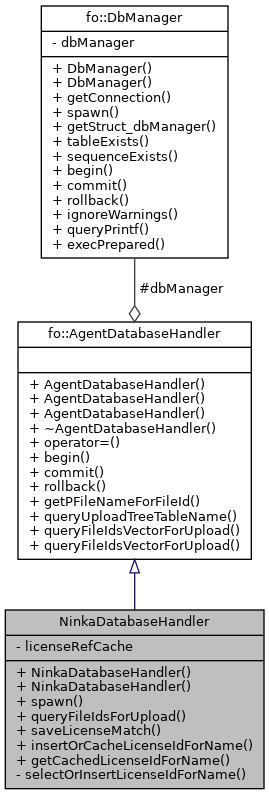 fo::DbManager
- dbManager
+ DbManager()
+ DbManager()
+ getConnection()
+ spawn()
+ getStruct_dbManager()
+ tableExists()
+ sequenceExists()
+ begin()
+ commit()
+ rollback()
+ ignoreWarnings()
+ queryPrintf()
+ execPrepared()
#dbManager
fo::AgentDatabaseHandler
+ AgentDatabaseHandler()
+ AgentDatabaseHandler()
+ AgentDatabaseHandler()
+ ~AgentDatabaseHandler()
+ operator=()
+ begin()
+ commit()
+ rollback()
+ getPFileNameForFileId()
+ queryUploadTreeTableName()
+ queryFileIdsVectorForUpload()
+ queryFileIdsVectorForUpload()
NinkaDatabaseHandler
- licenseRefCache
+ NinkaDatabaseHandler()
+ NinkaDatabaseHandler()
+ spawn()
+ queryFileIdsForUpload()
+ saveLicenseMatch()
+ insertOrCacheLicenseIdForName()
+ getCachedLicenseIdForName()
- selectOrInsertLicenseIdForName()